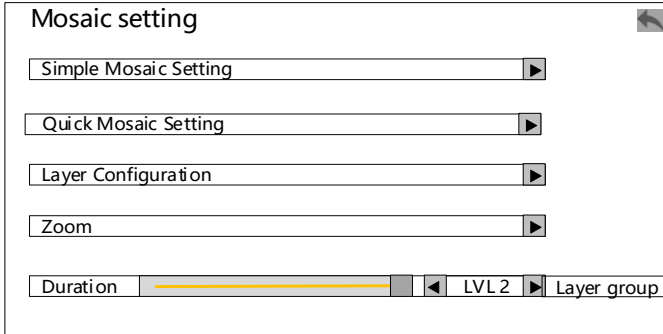 Mosaic setting
Simple Mosaic Setting
Quick Mosaic Setting
Layer Configuration
Zoom
Duration LVL 2 Layer group